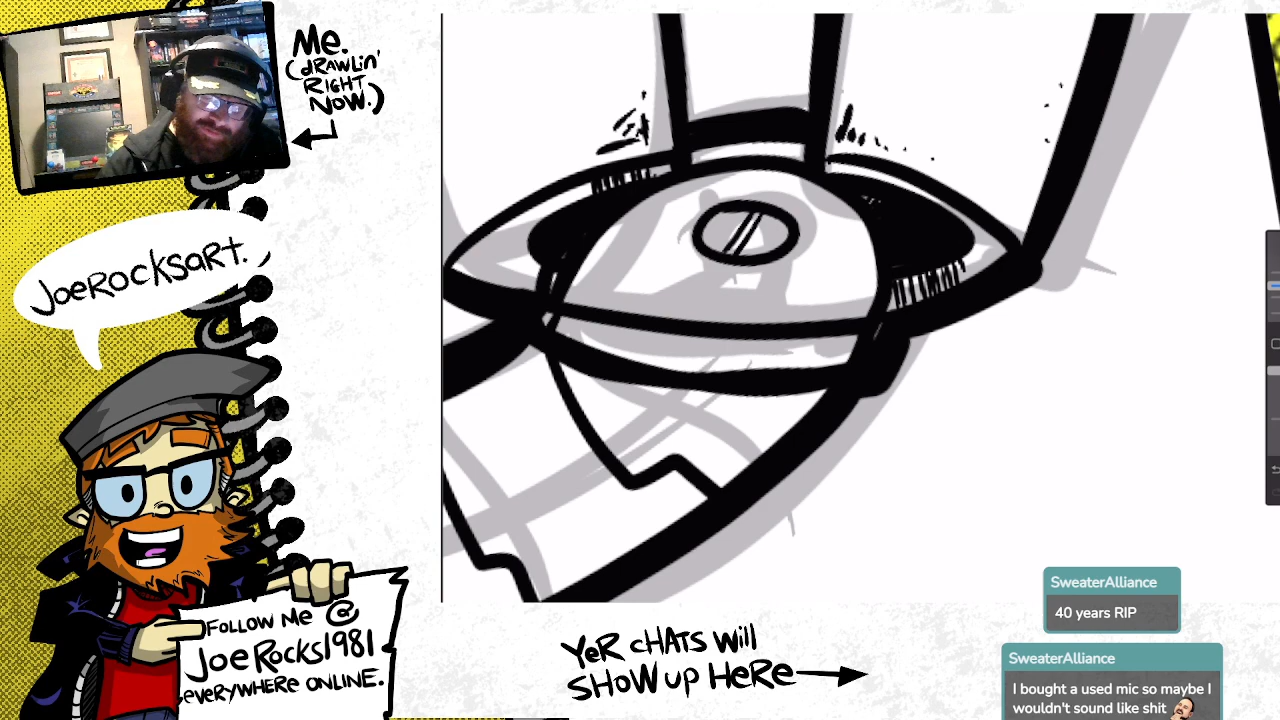 Me.
(dRAWLin'
RIGHT
NOW.)
JoeRocksart.
Follow Me @
JoeRocks1981
everywhere online.
YeR cHATS Will
SHOW up HeRe
SweaterAlliance
40 years RIP
SweaterAlliance
I bought a used mic so maybe I
wouldn't sound like shit